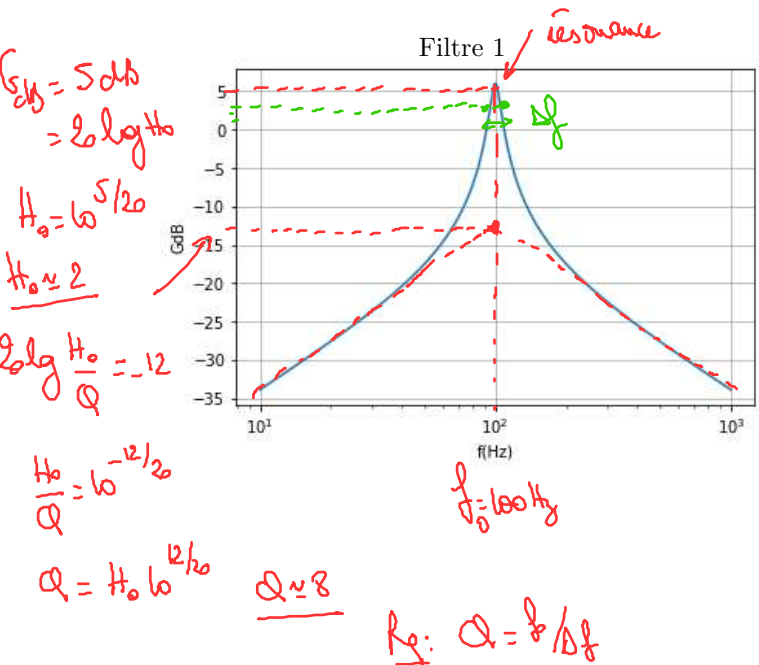 Filtre 1
résonance
GdB = 5 dB
= 20 log H₀
H₀ = 10^5/20
H₀ ≃ 2
20 log H₀/Q = -12
H₀/Q = 10^-12/20
Q = H₀ 10^12/20
Q ≃ 8
Δf
5
0
−5
−10
−15
−20
−25
−30
−35
GdB
10¹
10²
10³
f(Hz)
f₀ = 100 Hz
Rq: Q = f₀/Δf